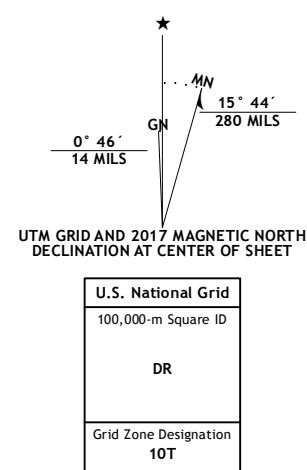 ★
MN
15° 44´
280 MILS
GN
0° 46´
14 MILS
UTM GRID AND 2017 MAGNETIC NORTH
DECLINATION AT CENTER OF SHEET
U.S. National Grid
100,000-m Square ID
DR
Grid Zone Designation
10T